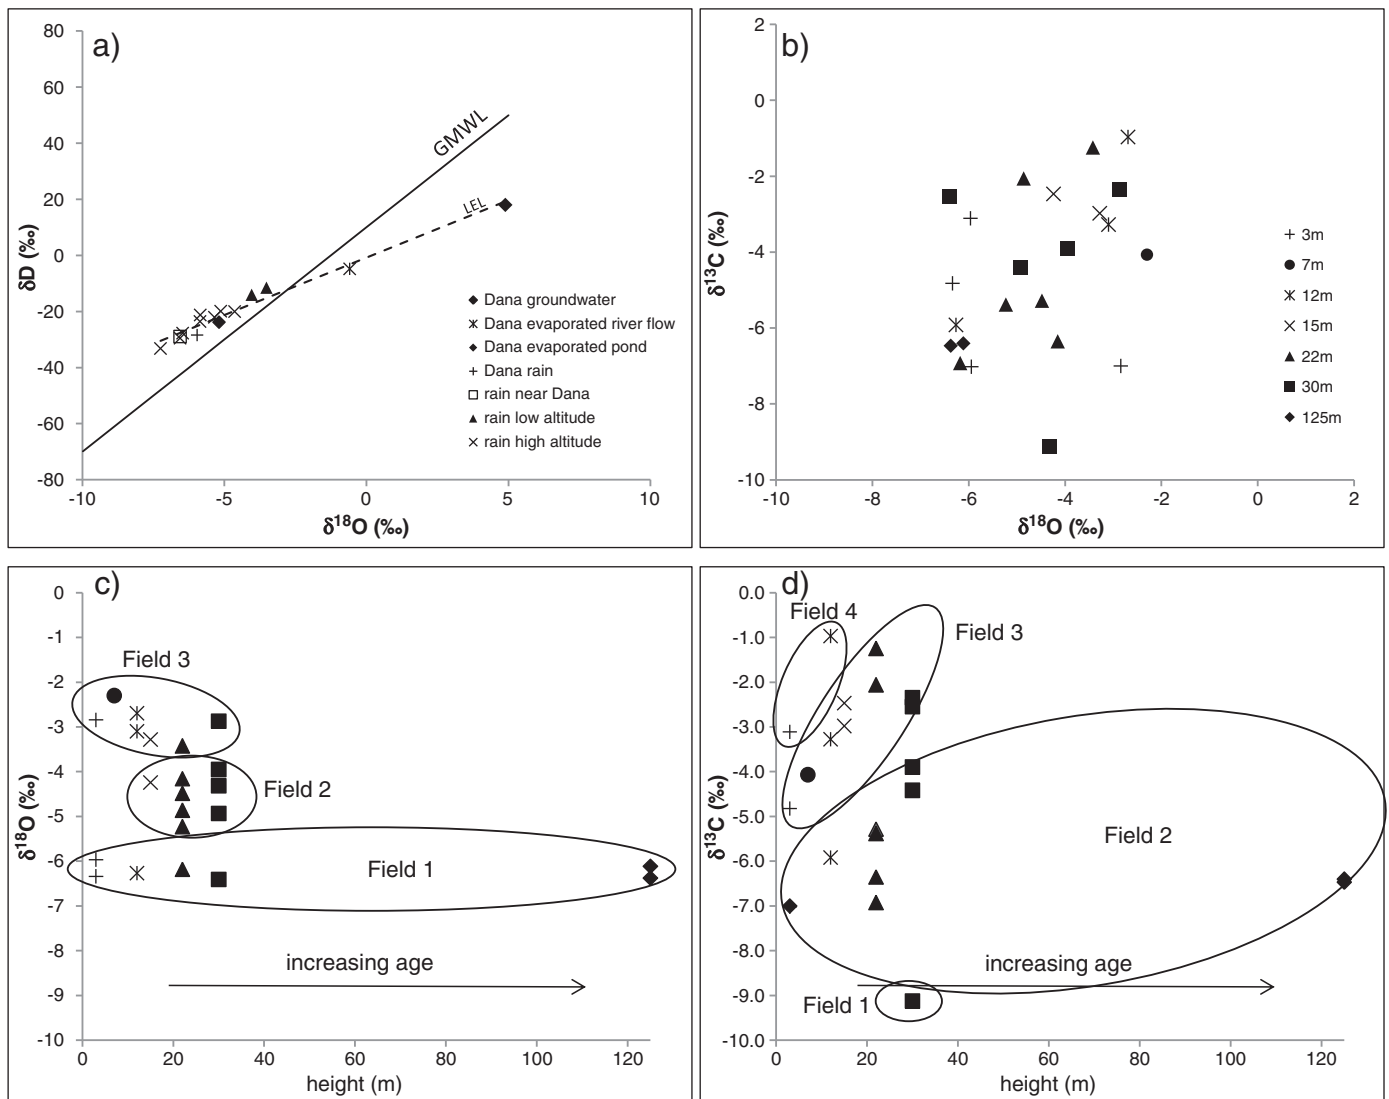 a)
80
60
40
20
0
-20
-40
-60
-80
-10
-5
0
5
10
δD (‰)
δ18O (‰)
GMWL
LEL
Dana groundwater
Dana evaporated river flow
Dana evaporated pond
Dana rain
rain near Dana
rain low altitude
rain high altitude
b)
2
0
-2
-4
-6
-8
-10
-10
-8
-6
-4
-2
0
2
δ13C (‰)
δ18O (‰)
3m
7m
12m
15m
22m
30m
125m
c)
0
-1
-2
-3
-4
-5
-6
-7
-8
-9
-10
0
20
40
60
80
100
120
δ18O (‰)
height (m)
Field 3
Field 2
Field 1
increasing age
d)
0.0
-1.0
-2.0
-3.0
-4.0
-5.0
-6.0
-7.0
-8.0
-9.0
-10.0
0
20
40
60
80
100
120
δ13C (‰)
height (m)
Field 4
Field 3
Field 2
increasing age
Field 1